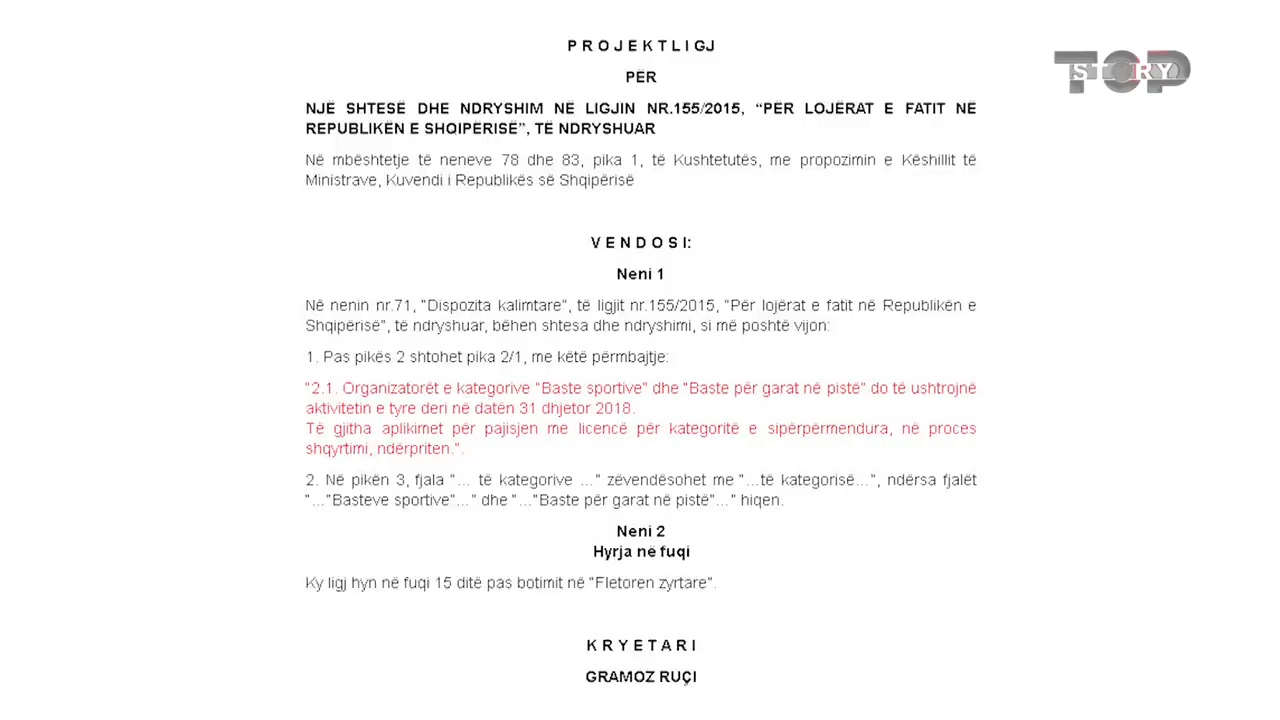 P R O J E K T L I GJ
TOP
STORY
PËR
NJË SHTESË DHE NDRYSHIM NË LIGJIN NR.155/2015, "PËR LOJËRAT E FATIT NË
REPUBLIKËN E SHQIPËRISË", TË NDRYSHUAR
Në mbështetje të neneve 78 dhe 83, pika 1, të Kushtetutës, me propozimin e Këshillit të
Ministrave, Kuvendi i Republikës së Shqipërisë
V E N D O S I:
Neni 1
Në nenin nr.71, "Dispozita kalimtare", të ligjit nr.155/2015, "Për lojërat e fatit në Republikën e
Shqipërisë", të ndryshuar, bëhen shtesa dhe ndryshimi, si më poshtë vijon:
1. Pas pikës 2 shtohet pika 2/1, me këtë përmbajtje:
"2.1. Organizatorët e kategorive "Baste sportive" dhe "Baste për garat në pistë" do të ushtrojnë
aktivitetin e tyre deri në datën 31 dhjetor 2018.
Të gjitha aplikimet për pajisjen me licencë për kategoritë e sipërpërmendura, në proces
shqyrtimi, ndërpriten.".
2. Në pikën 3, fjala "... të kategorive ..." zëvendësohet me "...të kategorisë...", ndërsa fjalët
"..."Basteve sportive"..." dhe "..."Baste për garat në pistë"..." hiqen.
Neni 2
Hyrja në fuqi
Ky ligj hyn në fuqi 15 ditë pas botimit në "Fletoren zyrtare".
K R Y E T A R I
GRAMOZ RUÇI